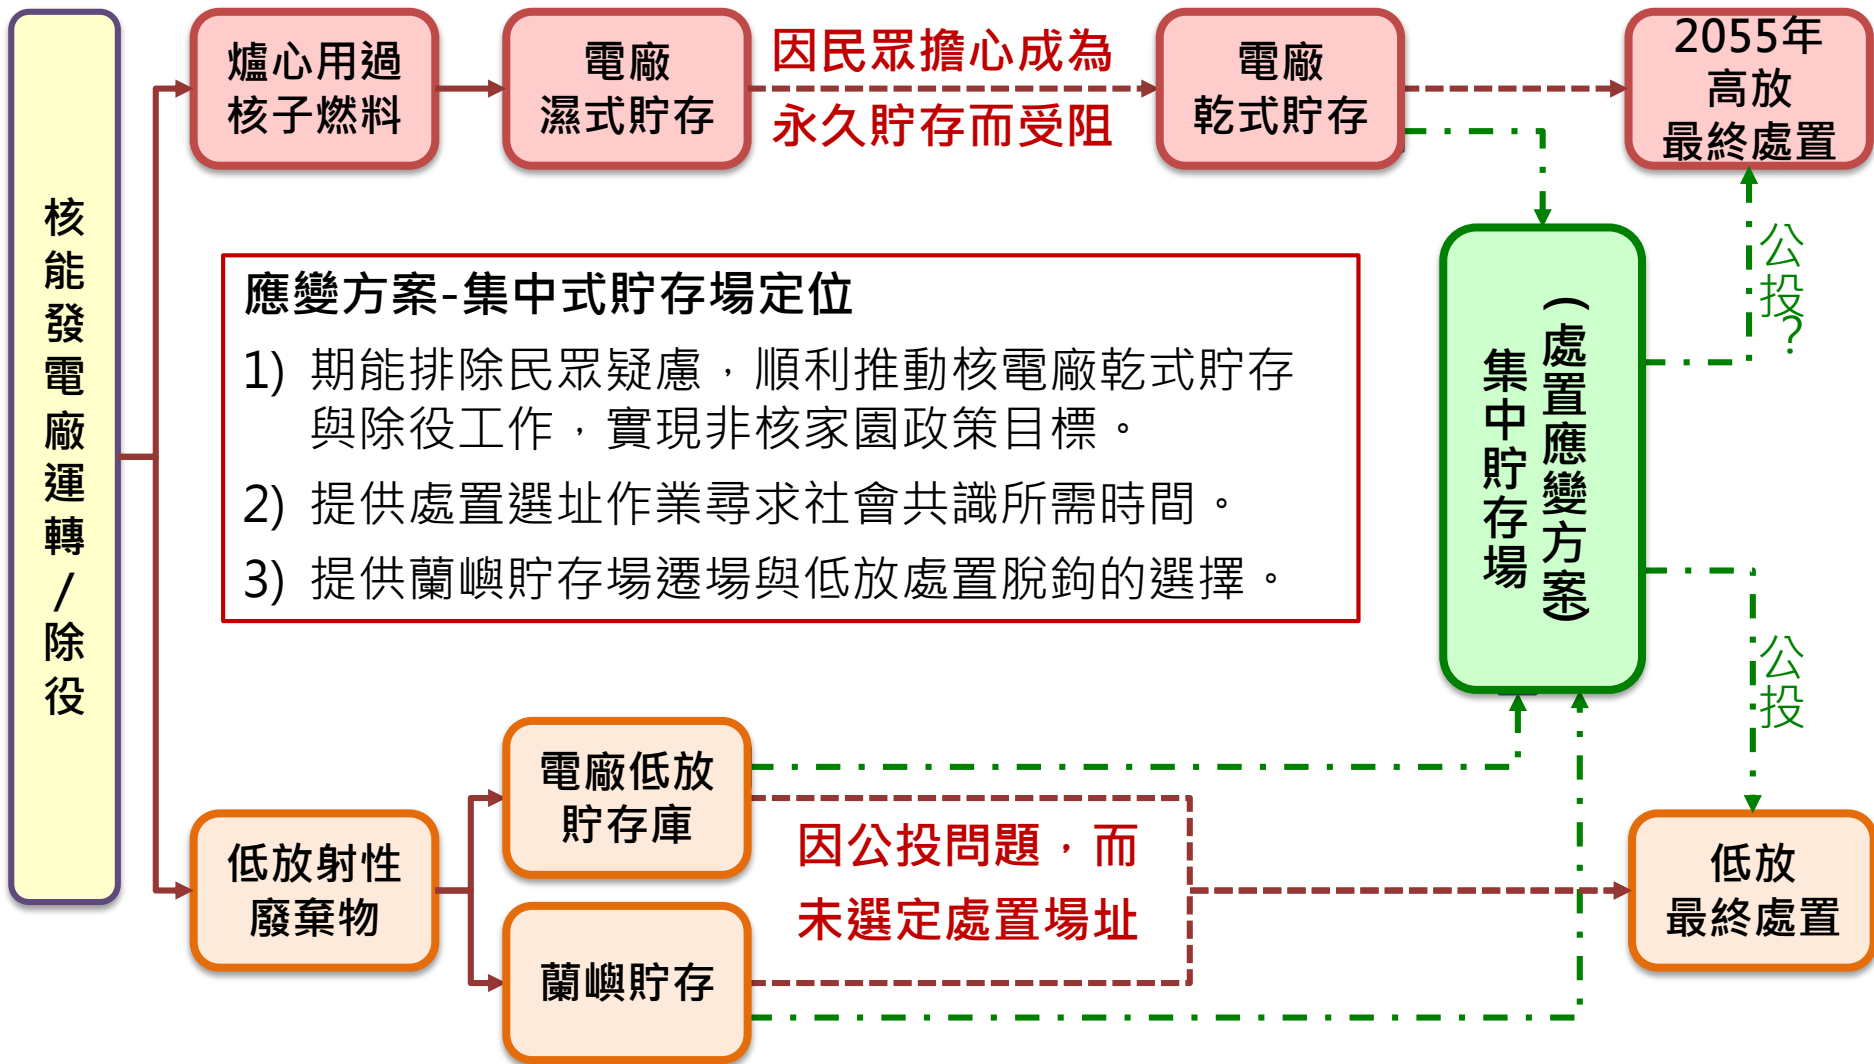 核能發電廠運轉/除役
爐心用過
核子燃料
電廠
濕式貯存
因民眾擔心成為
永久貯存而受阻
電廠
乾式貯存
2055年
高放
最終處置
公投?
應變方案-集中式貯存場定位
1) 期能排除民眾疑慮，順利推動核電廠乾式貯存
與除役工作，實現非核家園政策目標。
2) 提供處置選址作業尋求社會共識所需時間。
3) 提供蘭嶼貯存場遷場與低放處置脫鉤的選擇。
集中貯存場
(處置應變方案)
公投
低放射性
廢棄物
電廠低放
貯存庫
蘭嶼貯存
因公投問題，而
未選定處置場址
低放
最終處置